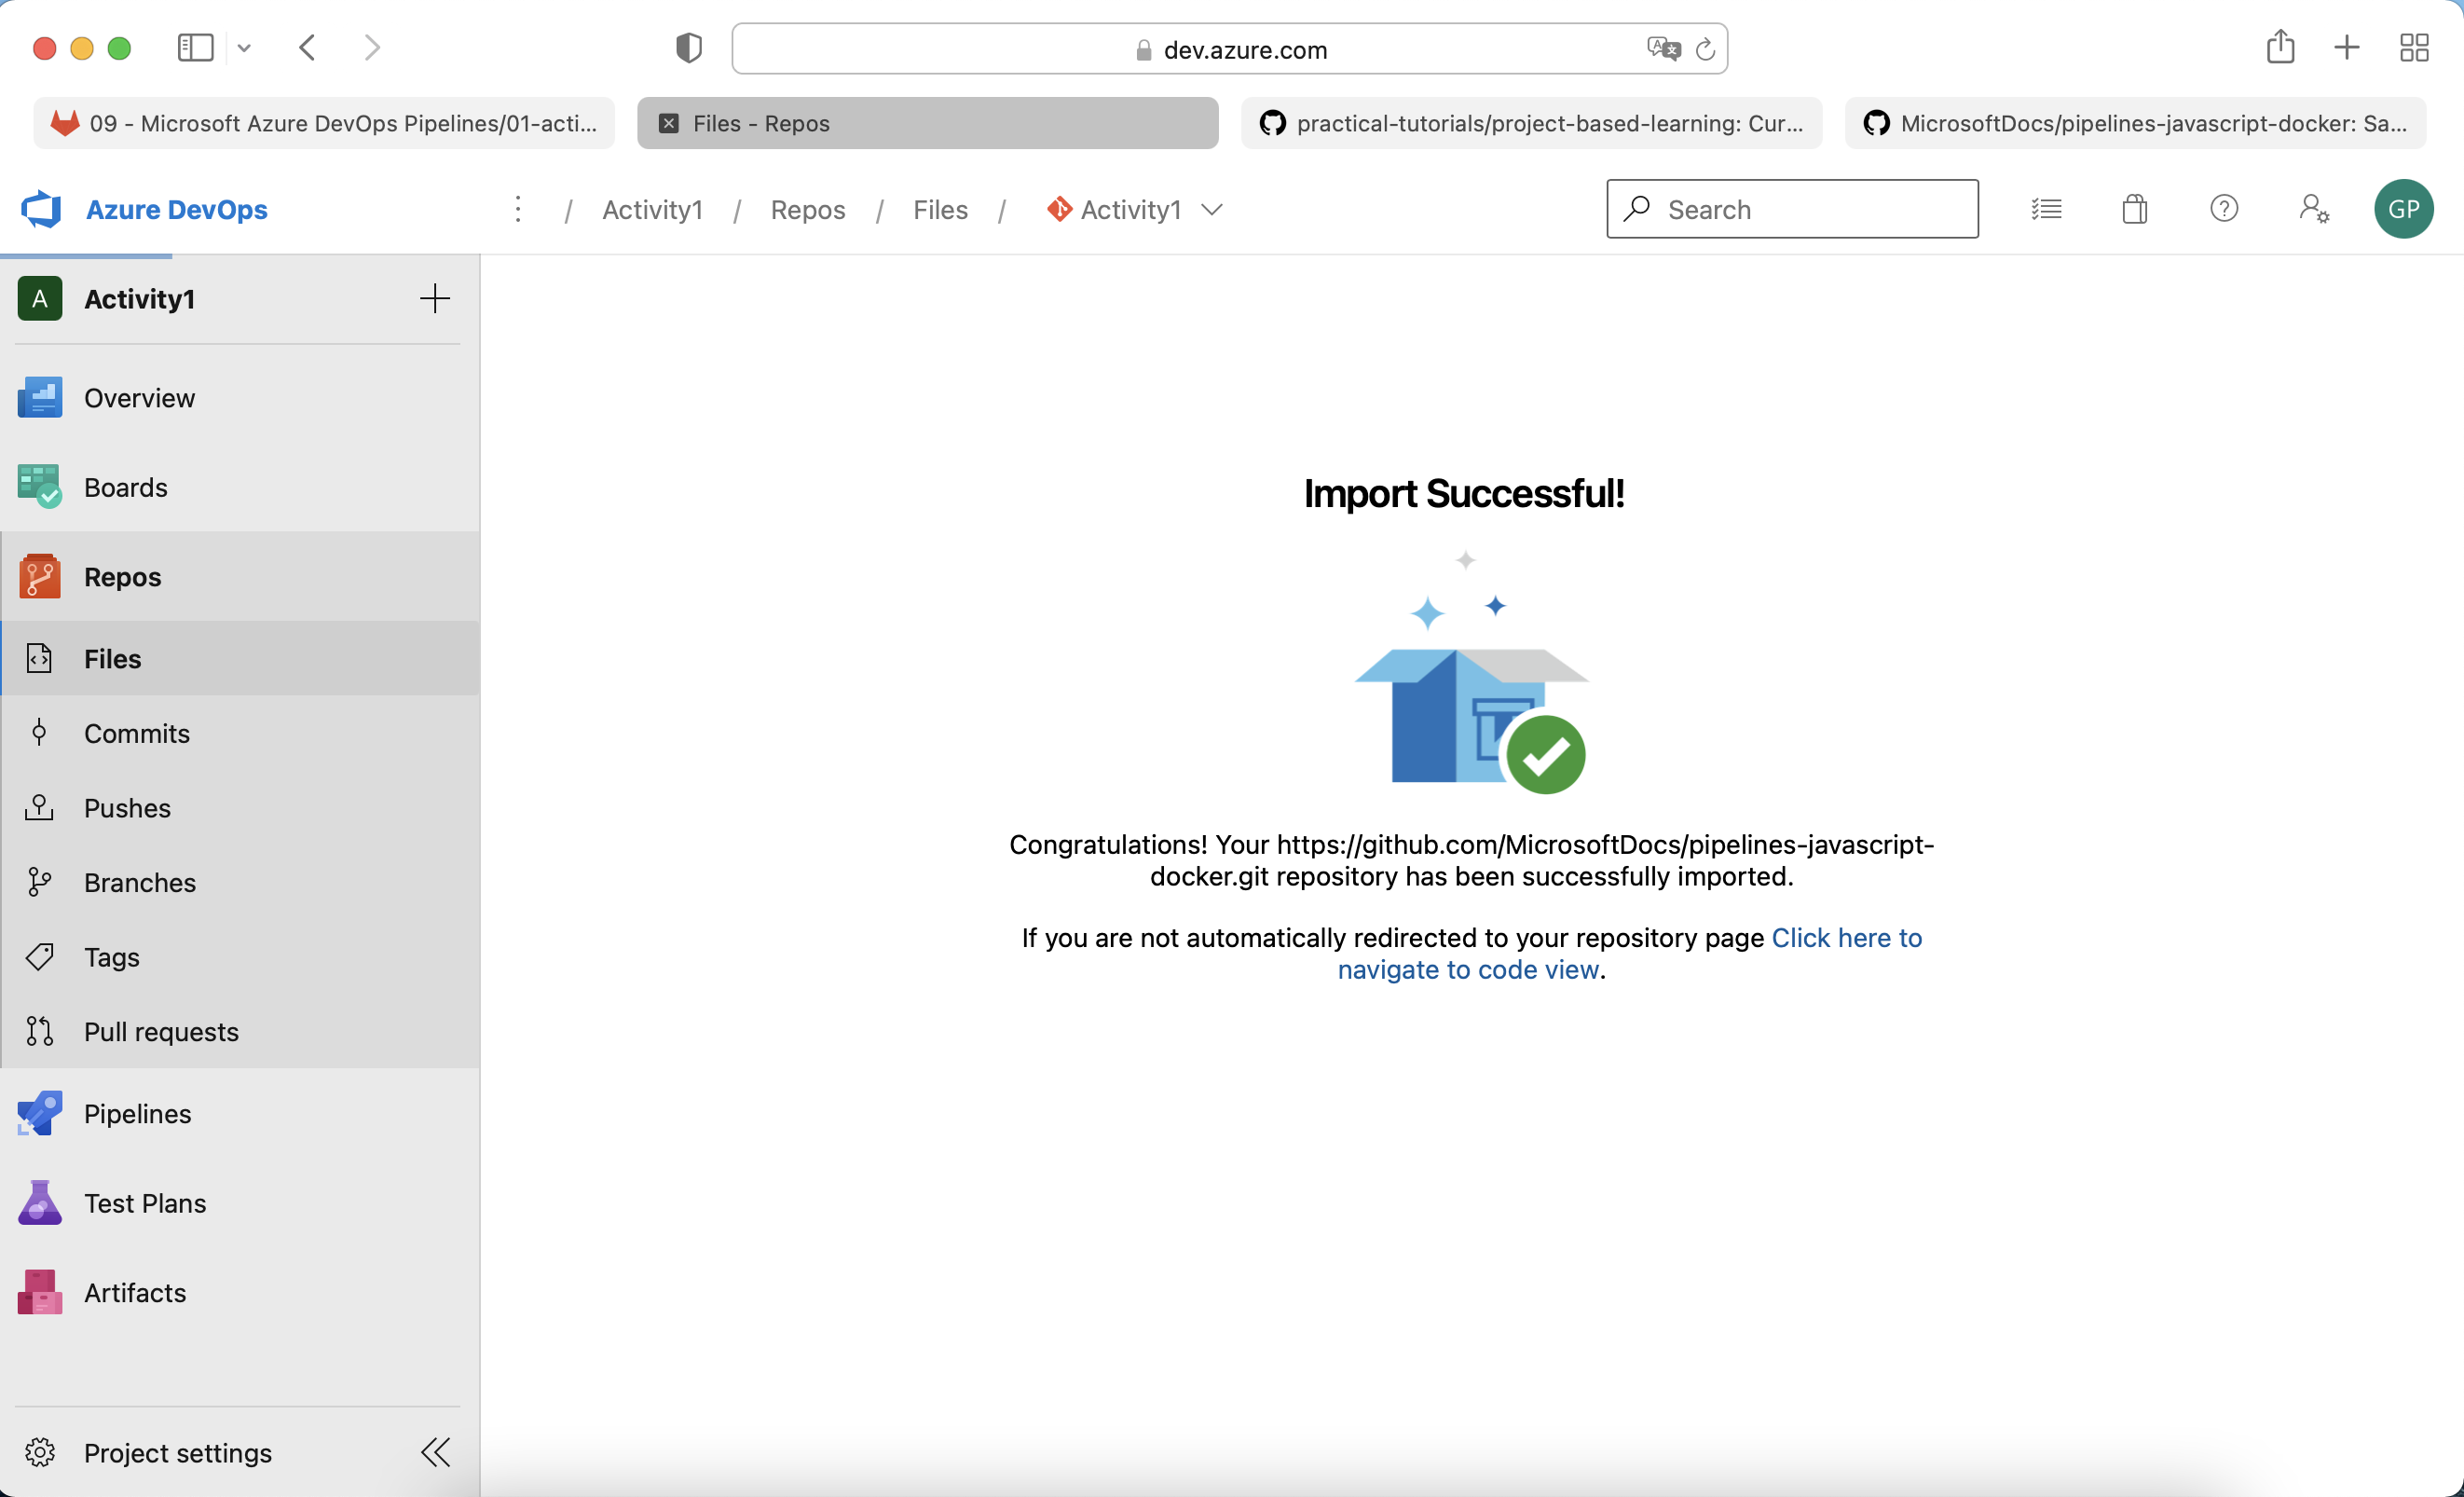 dev.azure.com
09 - Microsoft Azure DevOps Pipelines/01-acti...
Files - Repos
practical-tutorials/project-based-learning: Cur...
MicrosoftDocs/pipelines-javascript-docker: Sa...
Azure DevOps
/ Activity1 / Repos / Files / Activity1
Search
GP
A Activity1
Overview
Boards
Repos
Files
Commits
Pushes
Branches
Tags
Pull requests
Pipelines
Test Plans
Artifacts
Project settings
Import Successful!
Congratulations! Your https://github.com/MicrosoftDocs/pipelines-javascript-
docker.git repository has been successfully imported.
If you are not automatically redirected to your repository page Click here to
navigate to code view.